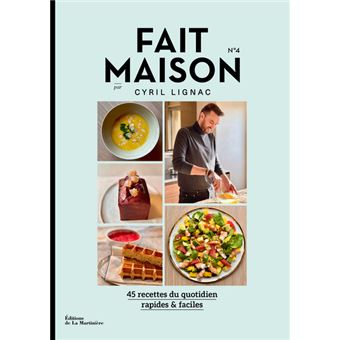 FAIT
N°4
MAISON
par
CYRIL LIGNAC
45 recettes du quotidien
rapides & faciles
Éditions
de La Martinière